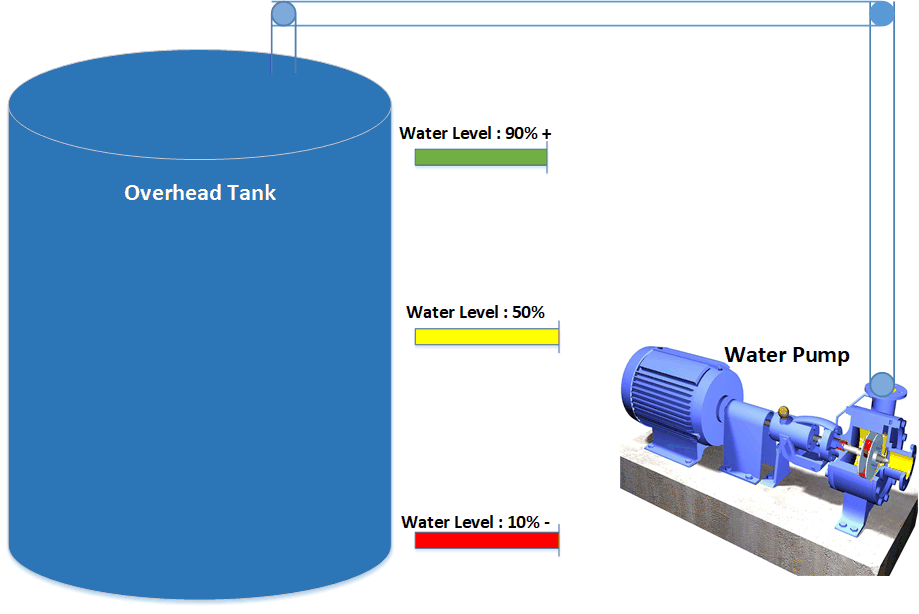 Water Level : 90% +
Overhead Tank
Water Level : 50%
Water Pump
Water Level : 10% -